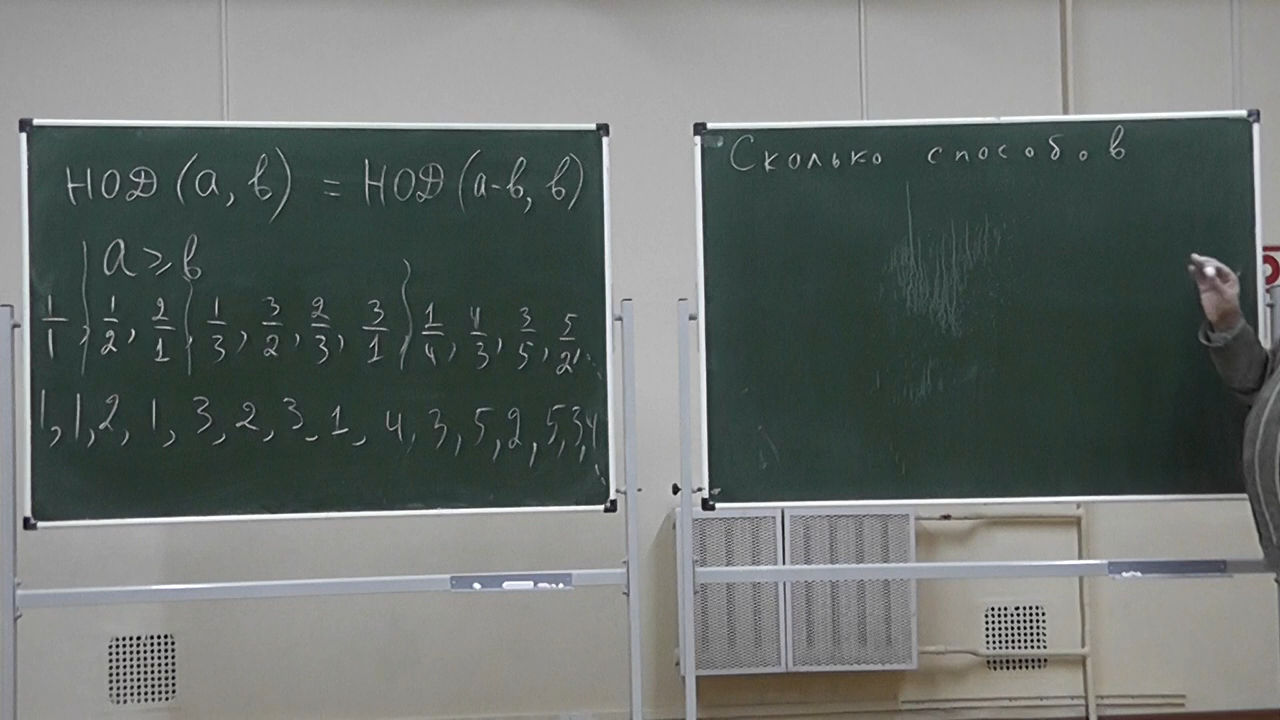 НОД(a, b) = НОД(a-b, b)
a ⩾ b
1/1, 1/2, 2/1, 1/3, 3/2, 2/3, 3/1, 1/4, 4/3, 3/5, 5/2, ...
1, 1, 2, 1, 3, 2, 3, 1, 4, 3, 5, 2, 5, 3, 4 ...
Сколько способов